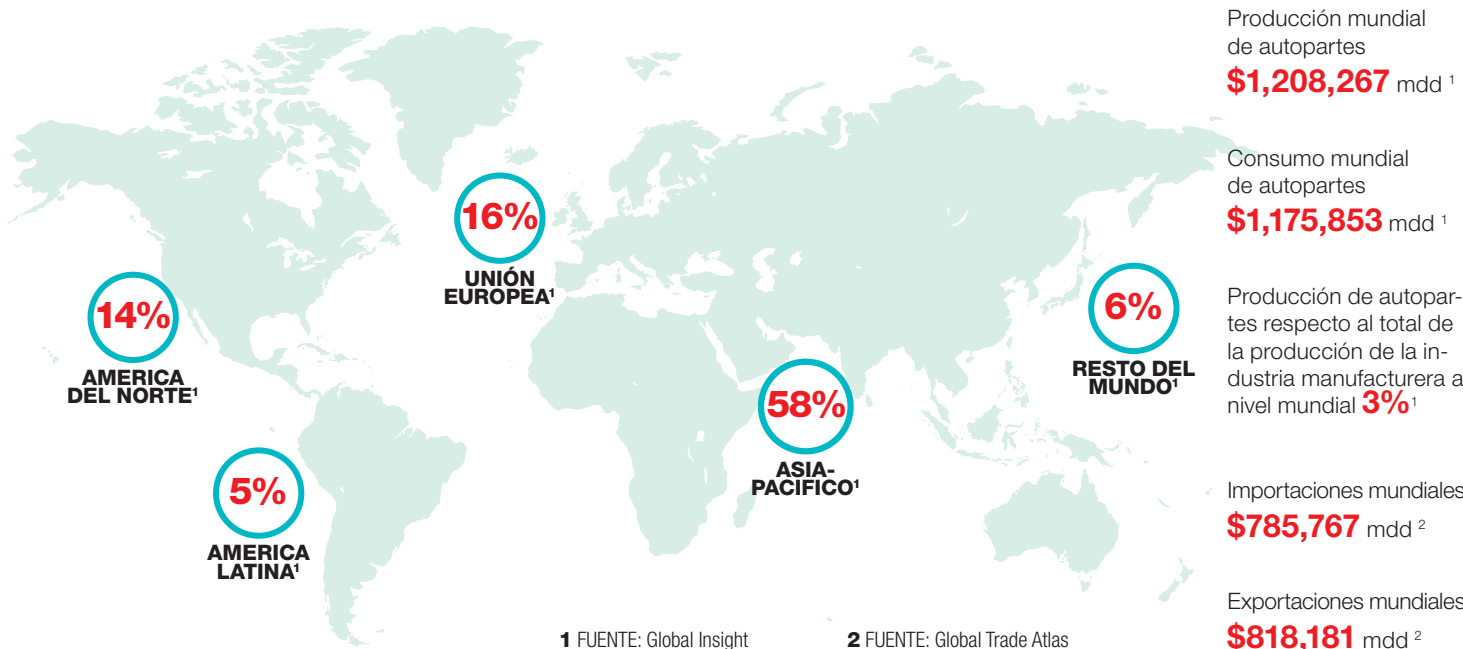 16%
UNIÓN
EUROPEA¹
14%
AMERICA
DEL NORTE¹
6%
RESTO DEL
MUNDO¹
58%
ASIA-
PACIFICO¹
5%
AMERICA
LATINA¹
1 FUENTE: Global Insight
2 FUENTE: Global Trade Atlas
Producción mundial
de autopartes
$1,208,267 mdd ¹
Consumo mundial
de autopartes
$1,175,853 mdd ¹
Producción de autopar-
tes respecto al total de
la producción de la in-
dustria manufacturera a
nivel mundial 3%¹
Importaciones mundiales
$785,767 mdd ²
Exportaciones mundiales
$818,181 mdd ²